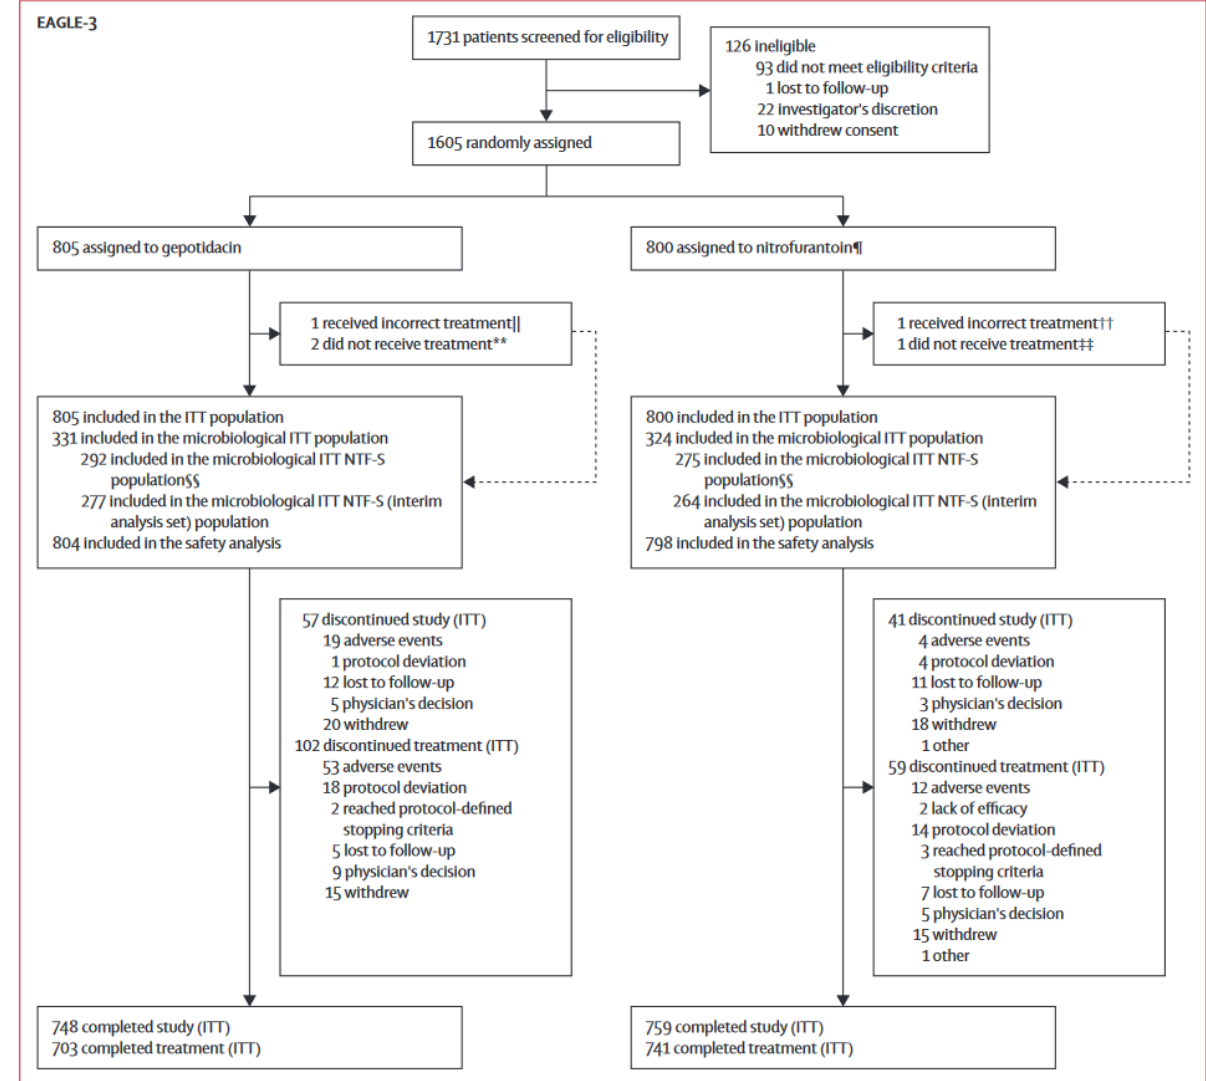 EAGLE-3
1731 patients screened for eligibility
126 ineligible
93 did not meet eligibility criteria
1 lost to follow-up
22 investigator's discretion
10 withdrew consent
1605 randomly assigned
805 assigned to gepotidacin
800 assigned to nitrofurantoin¶
1 received incorrect treatment||
2 did not receive treatment**
1 received incorrect treatment††
1 did not receive treatment‡‡
805 included in the ITT population
331 included in the microbiological ITT population
292 included in the microbiological ITT NTF-S
population§§
277 included in the microbiological ITT NTF-S (interim
analysis set) population
804 included in the safety analysis
800 included in the ITT population
324 included in the microbiological ITT population
275 included in the microbiological ITT NTF-S
population§§
264 included in the microbiological ITT NTF-S (interim
analysis set) population
798 included in the safety analysis
57 discontinued study (ITT)
19 adverse events
1 protocol deviation
12 lost to follow-up
5 physician's decision
20 withdrew
102 discontinued treatment (ITT)
53 adverse events
18 protocol deviation
2 reached protocol-defined
stopping criteria
5 lost to follow-up
9 physician's decision
15 withdrew
41 discontinued study (ITT)
4 adverse events
4 protocol deviation
11 lost to follow-up
3 physician's decision
18 withdrew
1 other
59 discontinued treatment (ITT)
12 adverse events
2 lack of efficacy
14 protocol deviation
3 reached protocol-defined
stopping criteria
7 lost to follow-up
5 physician's decision
15 withdrew
1 other
748 completed study (ITT)
703 completed treatment (ITT)
759 completed study (ITT)
741 completed treatment (ITT)